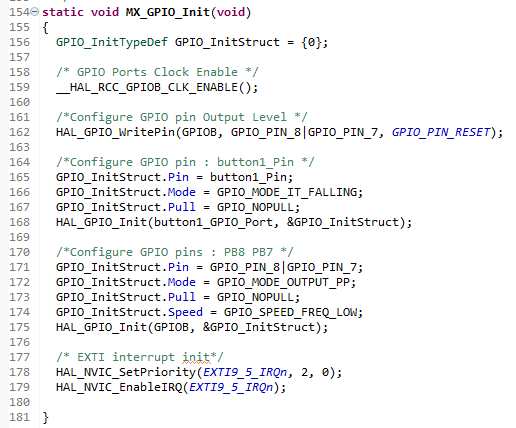 154 static void MX_GPIO_Init(void)
155 {
156   GPIO_InitTypeDef GPIO_InitStruct = {0};
157
158   /* GPIO Ports Clock Enable */
159   __HAL_RCC_GPIOB_CLK_ENABLE();
160
161   /*Configure GPIO pin Output Level */
162   HAL_GPIO_WritePin(GPIOB, GPIO_PIN_8|GPIO_PIN_7, GPIO_PIN_RESET);
163
164   /*Configure GPIO pin : button1_Pin */
165   GPIO_InitStruct.Pin = button1_Pin;
166   GPIO_InitStruct.Mode = GPIO_MODE_IT_FALLING;
167   GPIO_InitStruct.Pull = GPIO_NOPULL;
168   HAL_GPIO_Init(button1_GPIO_Port, &GPIO_InitStruct);
169
170   /*Configure GPIO pins : PB8 PB7 */
171   GPIO_InitStruct.Pin = GPIO_PIN_8|GPIO_PIN_7;
172   GPIO_InitStruct.Mode = GPIO_MODE_OUTPUT_PP;
173   GPIO_InitStruct.Pull = GPIO_NOPULL;
174   GPIO_InitStruct.Speed = GPIO_SPEED_FREQ_LOW;
175   HAL_GPIO_Init(GPIOB, &GPIO_InitStruct);
176
177   /* EXTI interrupt init*/
178   HAL_NVIC_SetPriority(EXTI9_5_IRQn, 2, 0);
179   HAL_NVIC_EnableIRQ(EXTI9_5_IRQn);
180
181 }